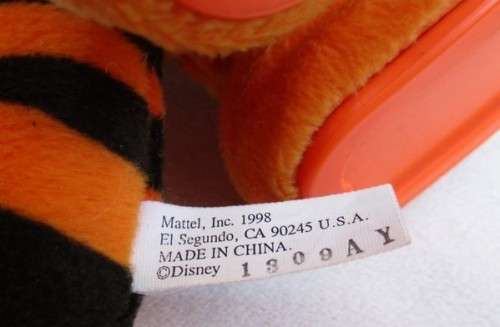 Mattel, Inc. 1998
El Segundo, CA 90245 U.S.A.
MADE IN CHINA.
©Disney 1309AY